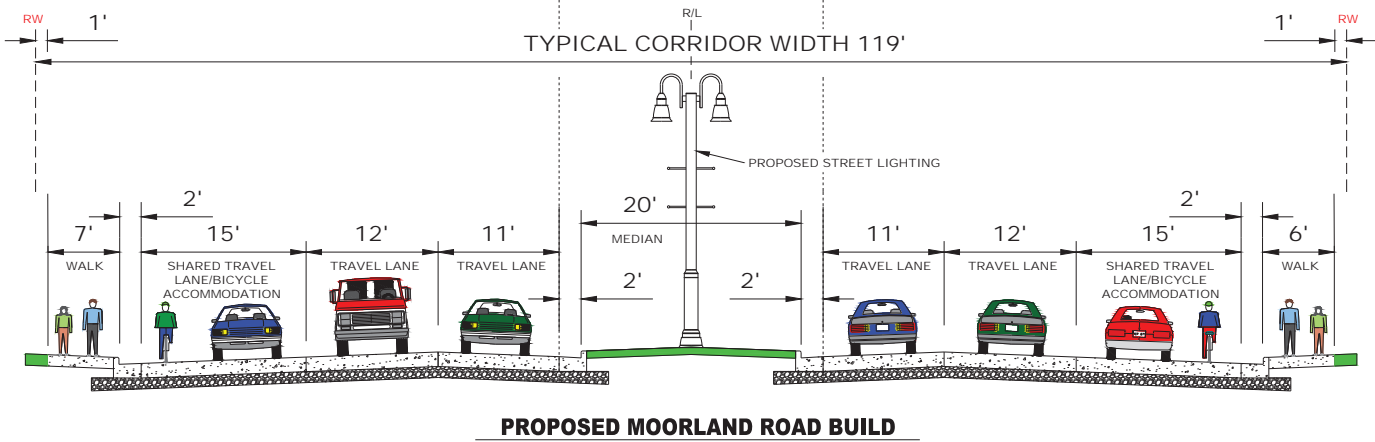 R/L
RW
1'
1'
RW
TYPICAL CORRIDOR WIDTH 119'
PROPOSED STREET LIGHTING
2'
20'
2'
7'
15'
12'
11'
MEDIAN
11'
12'
15'
6'
WALK
SHARED TRAVEL
LANE/BICYCLE
ACCOMMODATION
TRAVEL LANE
TRAVEL LANE
2'
2'
TRAVEL LANE
TRAVEL LANE
SHARED TRAVEL
LANE/BICYCLE
ACCOMMODATION
WALK
PROPOSED MOORLAND ROAD BUILD